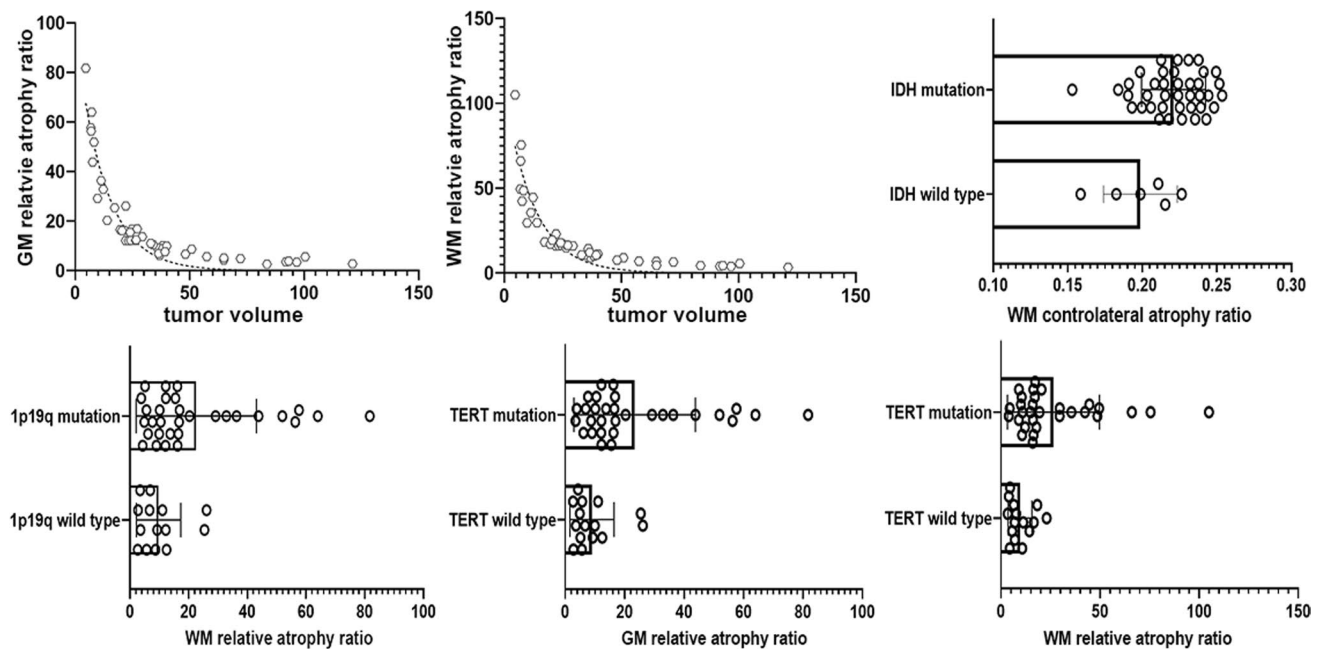 GM relatvie atrophy ratio
100
80
60
40
20
0
0 50 100 150
tumor volume
WM relatvie atrophy ratio
150
100
50
0
0 50 100 150
tumor volume
IDH mutation
IDH wild type
0.10 0.15 0.20 0.25 0.30
WM controlateral atrophy ratio
1p19q mutation
1p19q wild type
0 20 40 60 80 100
WM relative atrophy ratio
TERT mutation
TERT wild type
0 20 40 60 80 100
GM relative atrophy ratio
TERT mutation
TERT wild type
0 50 100 150
WM relative atrophy ratio